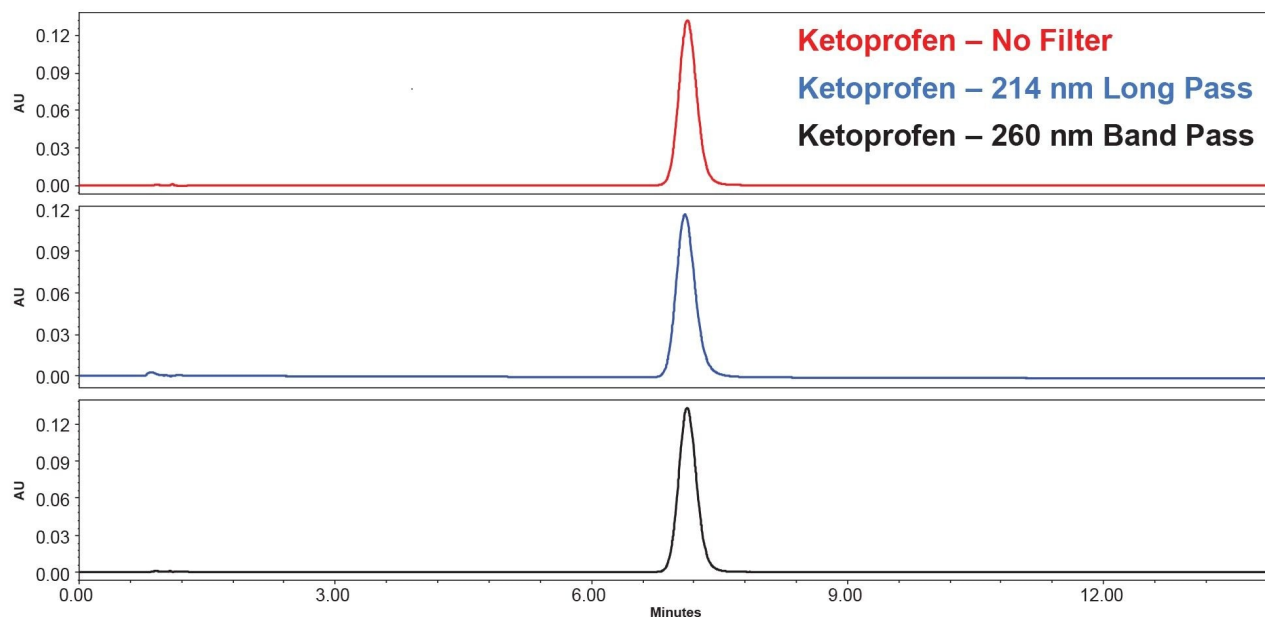 Ketoprofen – No Filter
Ketoprofen – 214 nm Long Pass
Ketoprofen – 260 nm Band Pass
AU
0.12
0.09
0.06
0.03
0.00
AU
0.12
0.09
0.06
0.03
0.00
AU
0.12
0.09
0.06
0.03
0.00
0.00 3.00 6.00 9.00 12.00
Minutes